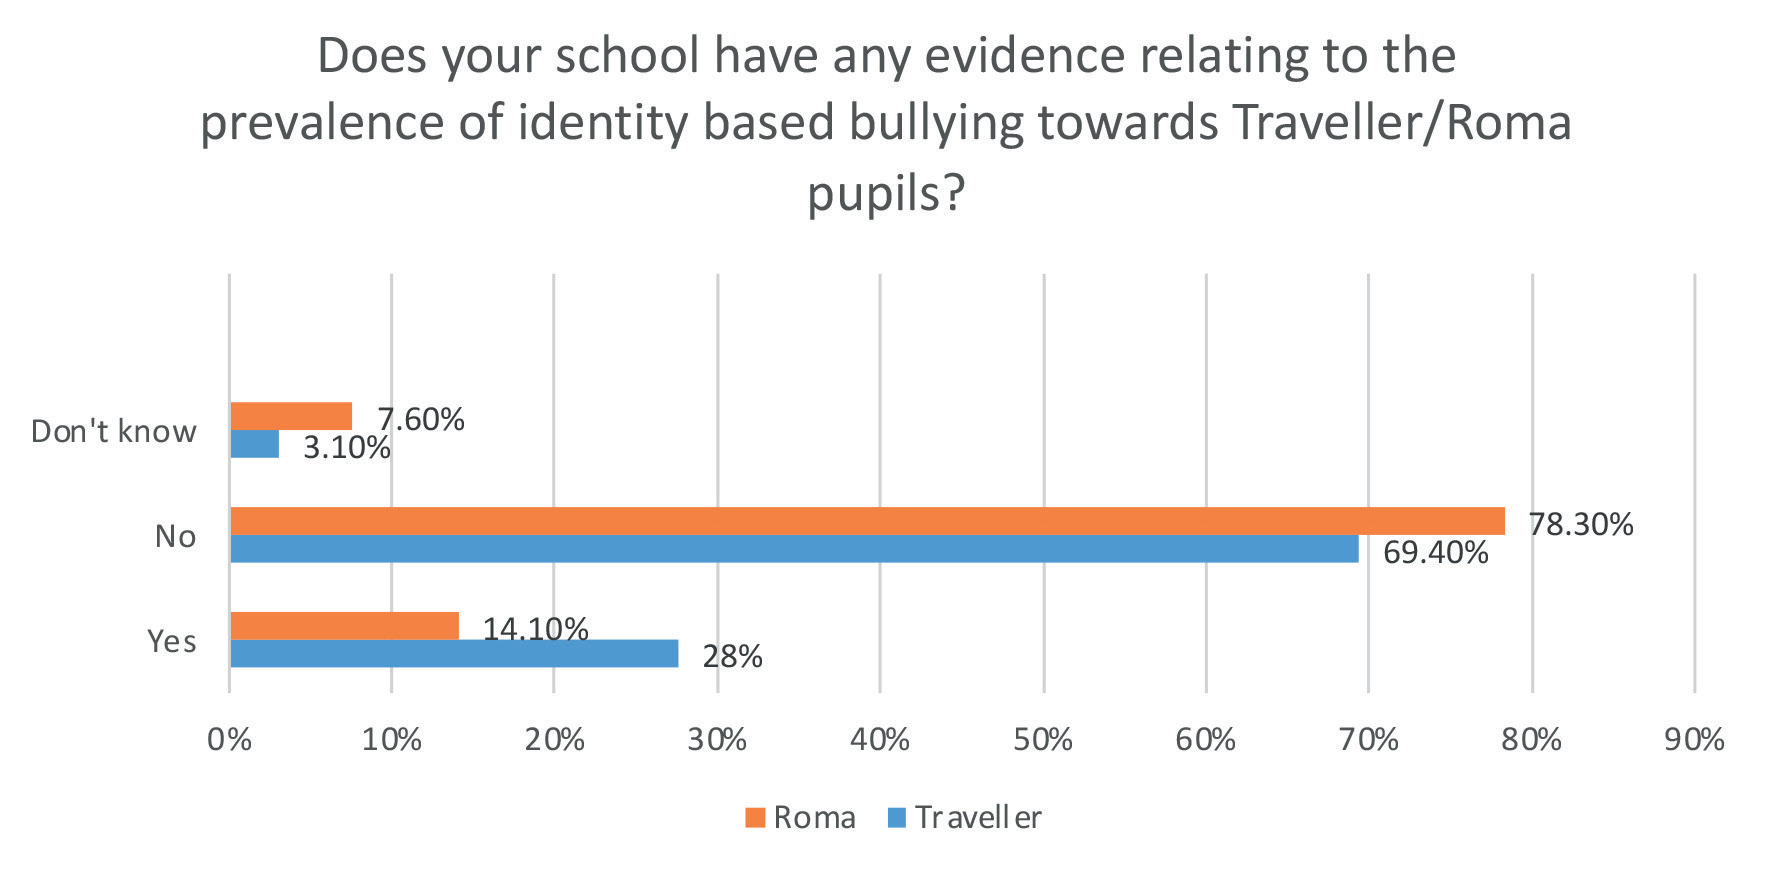 Does your school have any evidence relating to the
prevalence of identity based bullying towards Traveller/Roma
pupils?
Don't know
7.60%
3.10%
No
78.30%
69.40%
Yes
14.10%
28%
0% 10% 20% 30% 40% 50% 60% 70% 80% 90%
Roma Traveller